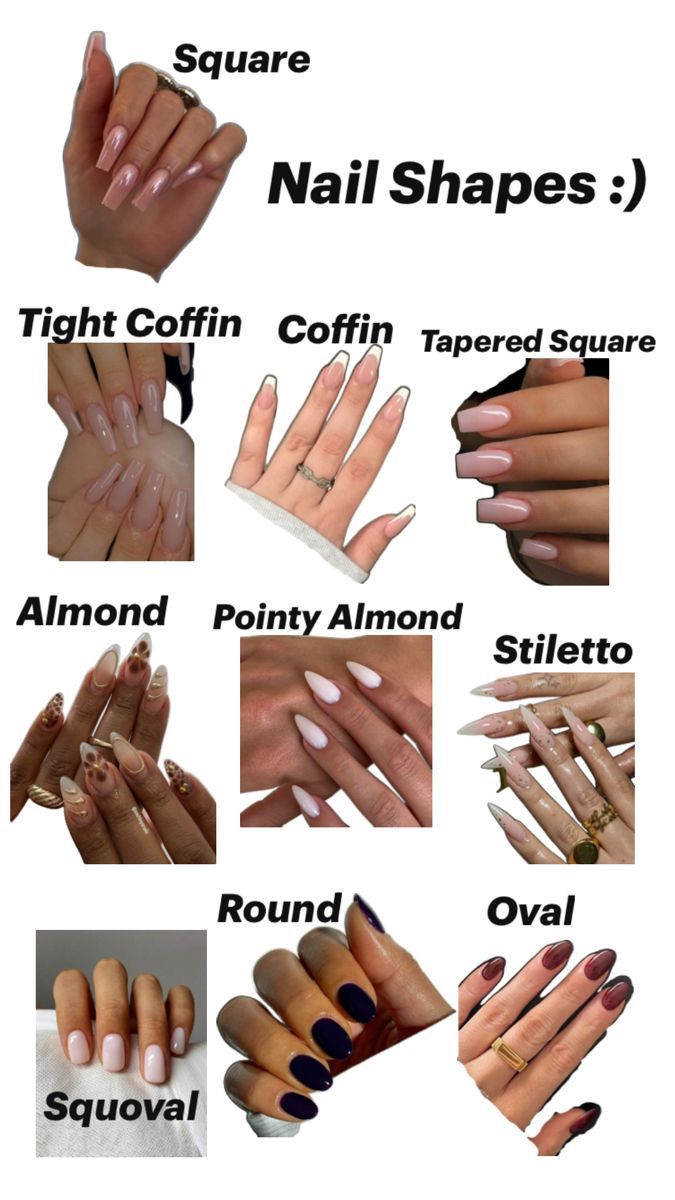 Square
Nail Shapes :)
Tight Coffin
Coffin
Tapered Square
Almond
Pointy Almond
Stiletto
Round
Oval
Squoval